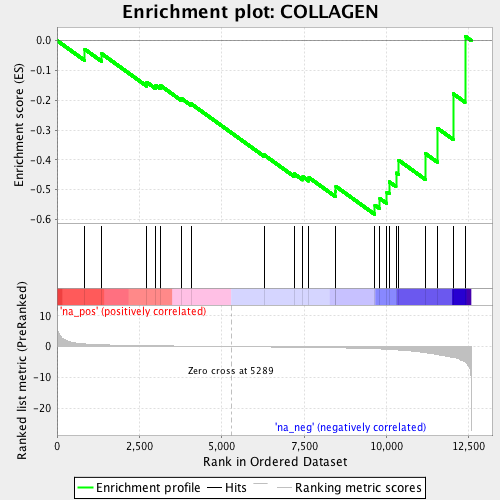 Enrichment plot: COLLAGEN
Enrichment score (ES)
0.0
-0.1
-0.2
-0.3
-0.4
-0.5
-0.6
'na_pos' (positively correlated)
Ranked list metric (PreRanked)
10
5
0
-5
-10
-20
Zero cross at 5289
'na_neg' (negatively correlated)
0 2,500 5,000 7,500 10,000 12,500
Rank in Ordered Dataset
Enrichment profile Hits Ranking metric scores